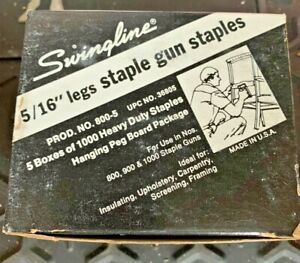 Swingline®
5/16" legs staple gun staples
PROD. NO. 800-5 UPC NO. 36805
5 Boxes of 1000 Heavy Duty Staples
Hanging Peg Board Package
For Use in Nos.
800, 900 & 1000 Staple Guns
Ideal for:
Insulating, Upholstery, Carpentry,
Screening, Framing
MADE IN U.S.A.